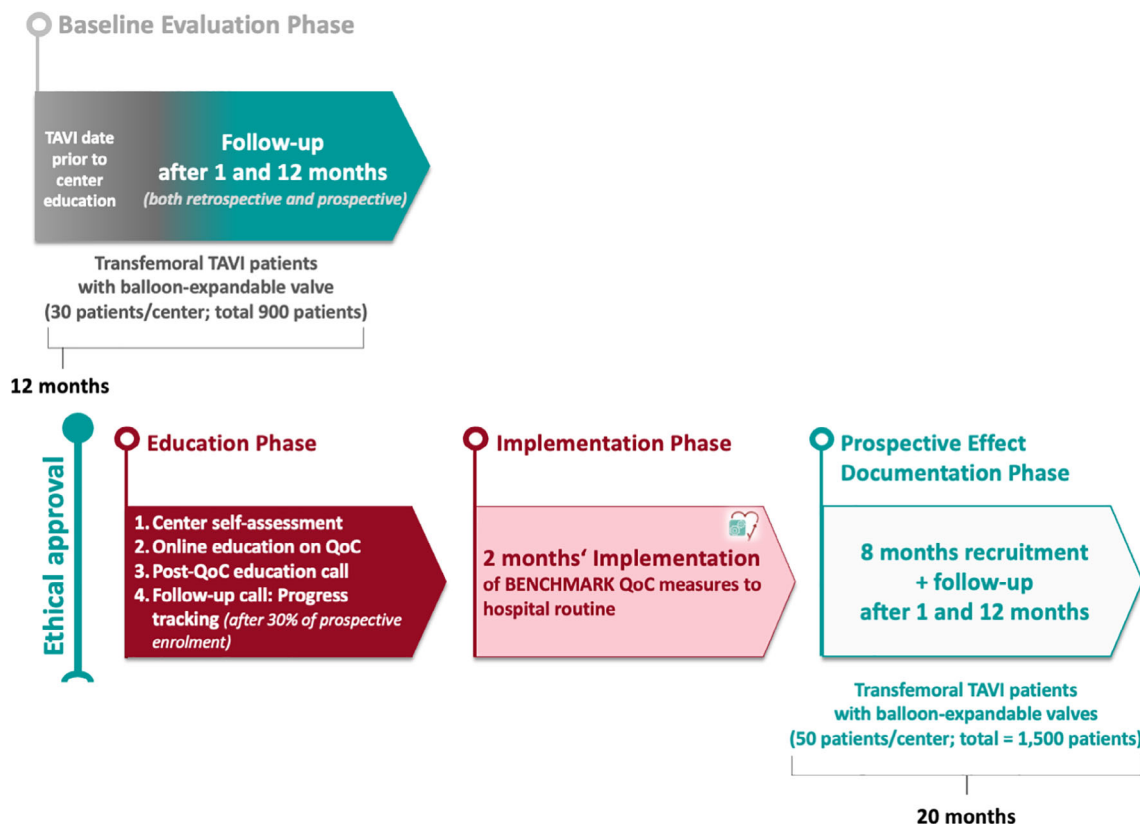 Baseline Evaluation Phase
TAVI date
prior to
center
education
Follow-up
after 1 and 12 months
(both retrospective and prospective)
Transfemoral TAVI patients
with balloon-expandable valve
(30 patients/center; total 900 patients)
12 months
Ethical approval
Education Phase
1. Center self-assessment
2. Online education on QoC
3. Post-QoC education call
4. Follow-up call: Progress
tracking (after 30% of prospective
enrolment)
Implementation Phase
2 months‘ Implementation
of BENCHMARK QoC measures to
hospital routine
Prospective Effect
Documentation Phase
8 months recruitment
+ follow-up
after 1 and 12 months
Transfemoral TAVI patients
with balloon-expandable valves
(50 patients/center; total = 1,500 patients)
20 months